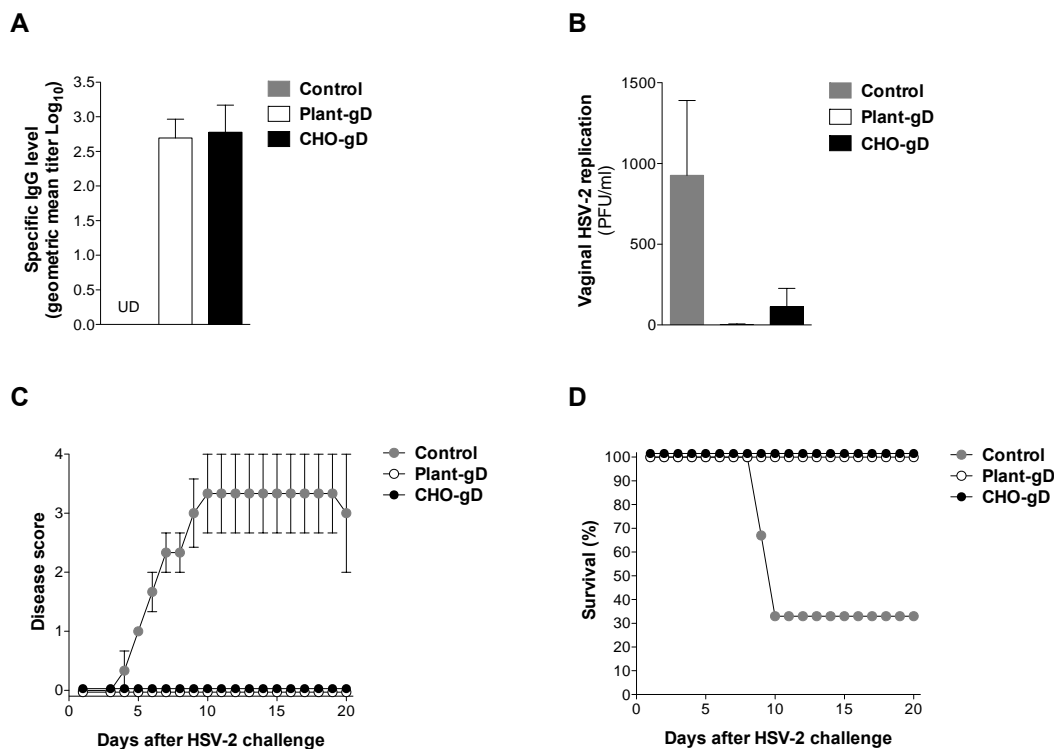 A
Specific IgG level
(geometric mean titer Log10)
3.5
3.0
2.5
2.0
1.5
1.0
0.5
0.0
UD
Control
Plant-gD
CHO-gD
B
Vaginal HSV-2 replication
(PFU/ml)
1500
1000
500
0
Control
Plant-gD
CHO-gD
C
Disease score
4
3
2
1
0
0 5 10 15 20
Days after HSV-2 challenge
Control
Plant-gD
CHO-gD
D
Survival (%)
100
90
80
70
60
50
40
30
20
10
0
0 5 10 15 20
Days after HSV-2 challenge
Control
Plant-gD
CHO-gD